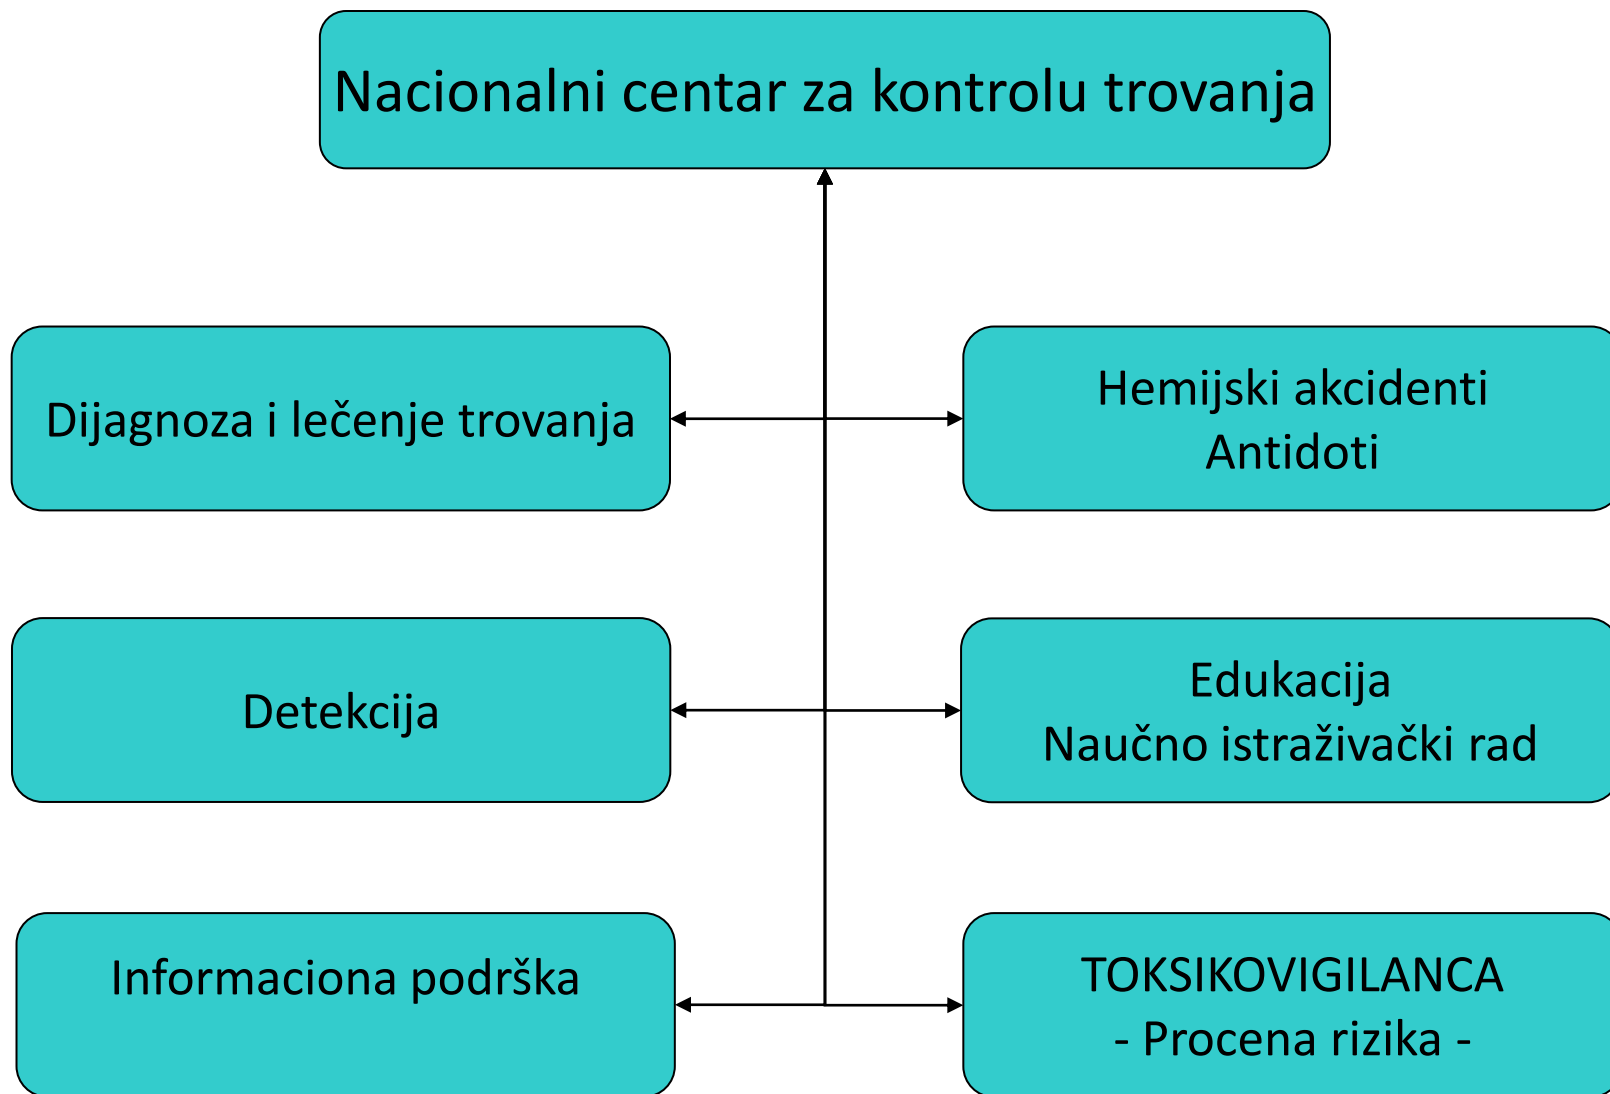 Nacionalni centar za kontrolu trovanja
Dijagnoza i lečenje trovanja
Hemijski akcidenti
Antidoti
Detekcija
Edukacija
Naučno istraživački rad
Informaciona podrška
TOKSIKOVIGILANCA
- Procena rizika -